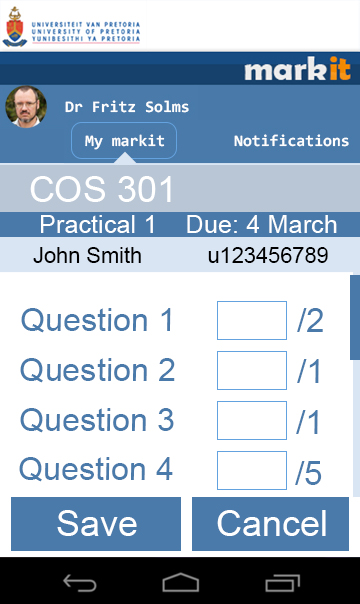 UNIVERSITEIT VAN PRETORIA
UNIVERSITY OF PRETORIA
YUNIBESITHI YA PRETORIA
markit
Dr Fritz Solms
My markit Notifications
COS 301
Practical 1 Due: 4 March
John Smith u123456789
Question 1 /2
Question 2 /1
Question 3 /1
Question 4 /5
Save Cancel